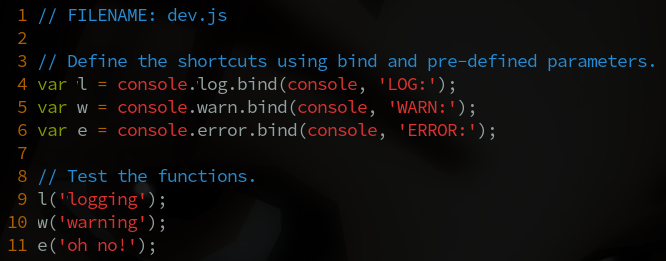 1 // FILENAME: dev.js
2
3 // Define the shortcuts using bind and pre-defined parameters.
4 var l = console.log.bind(console, 'LOG:');
5 var w = console.warn.bind(console, 'WARN:');
6 var e = console.error.bind(console, 'ERROR:');
7
8 // Test the functions.
9 l('logging');
10 w('warning');
11 e('oh no!');